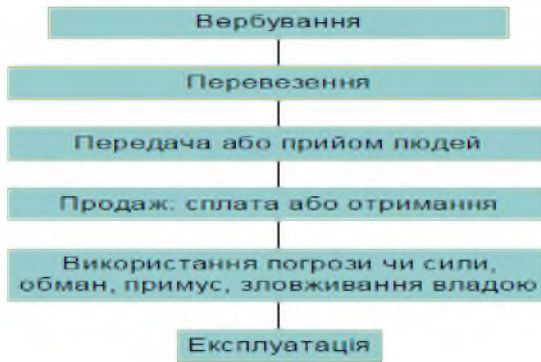 Вербування
Перевезення
Передача або прийом людей
Продаж: сплата або отримання
Використання погрози чи сили,
обман, примус, зловживання владою
Експлуатація